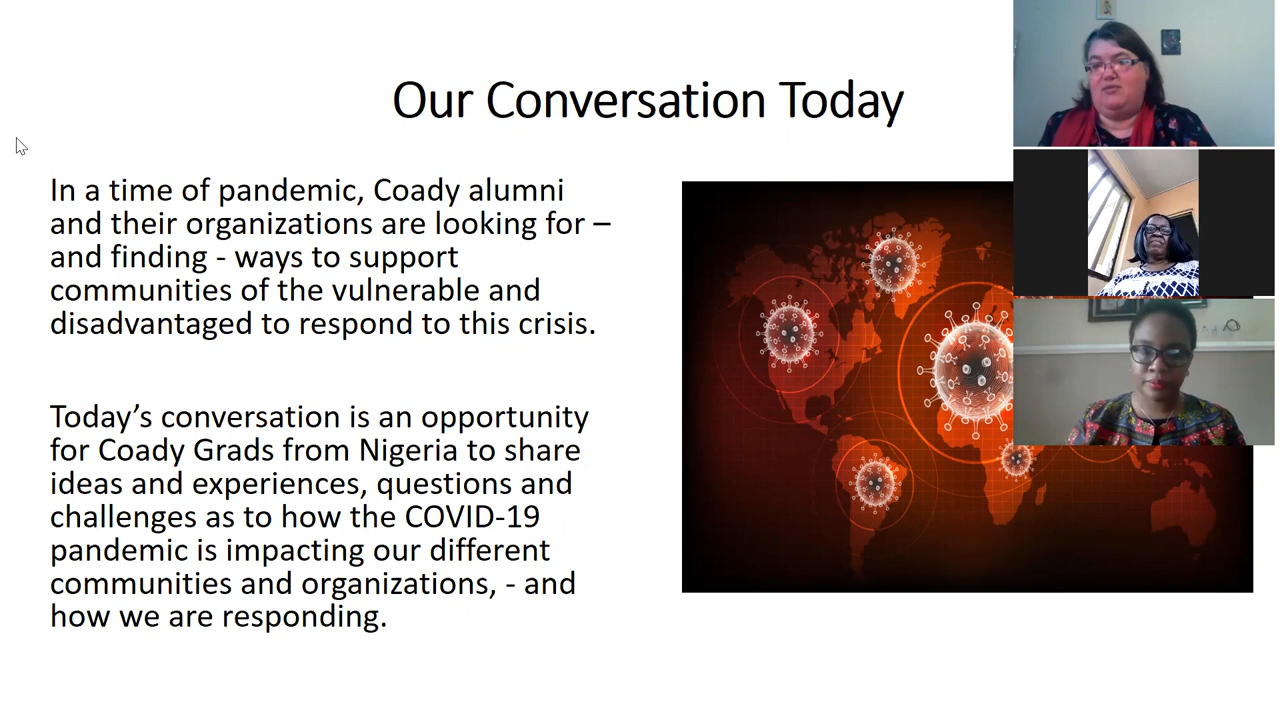 Our Conversation Today
In a time of pandemic, Coady alumni
and their organizations are looking for –
and finding - ways to support
communities of the vulnerable and
disadvantaged to respond to this crisis.
Today’s conversation is an opportunity
for Coady Grads from Nigeria to share
ideas and experiences, questions and
challenges as to how the COVID-19
pandemic is impacting our different
communities and organizations, - and
how we are responding.